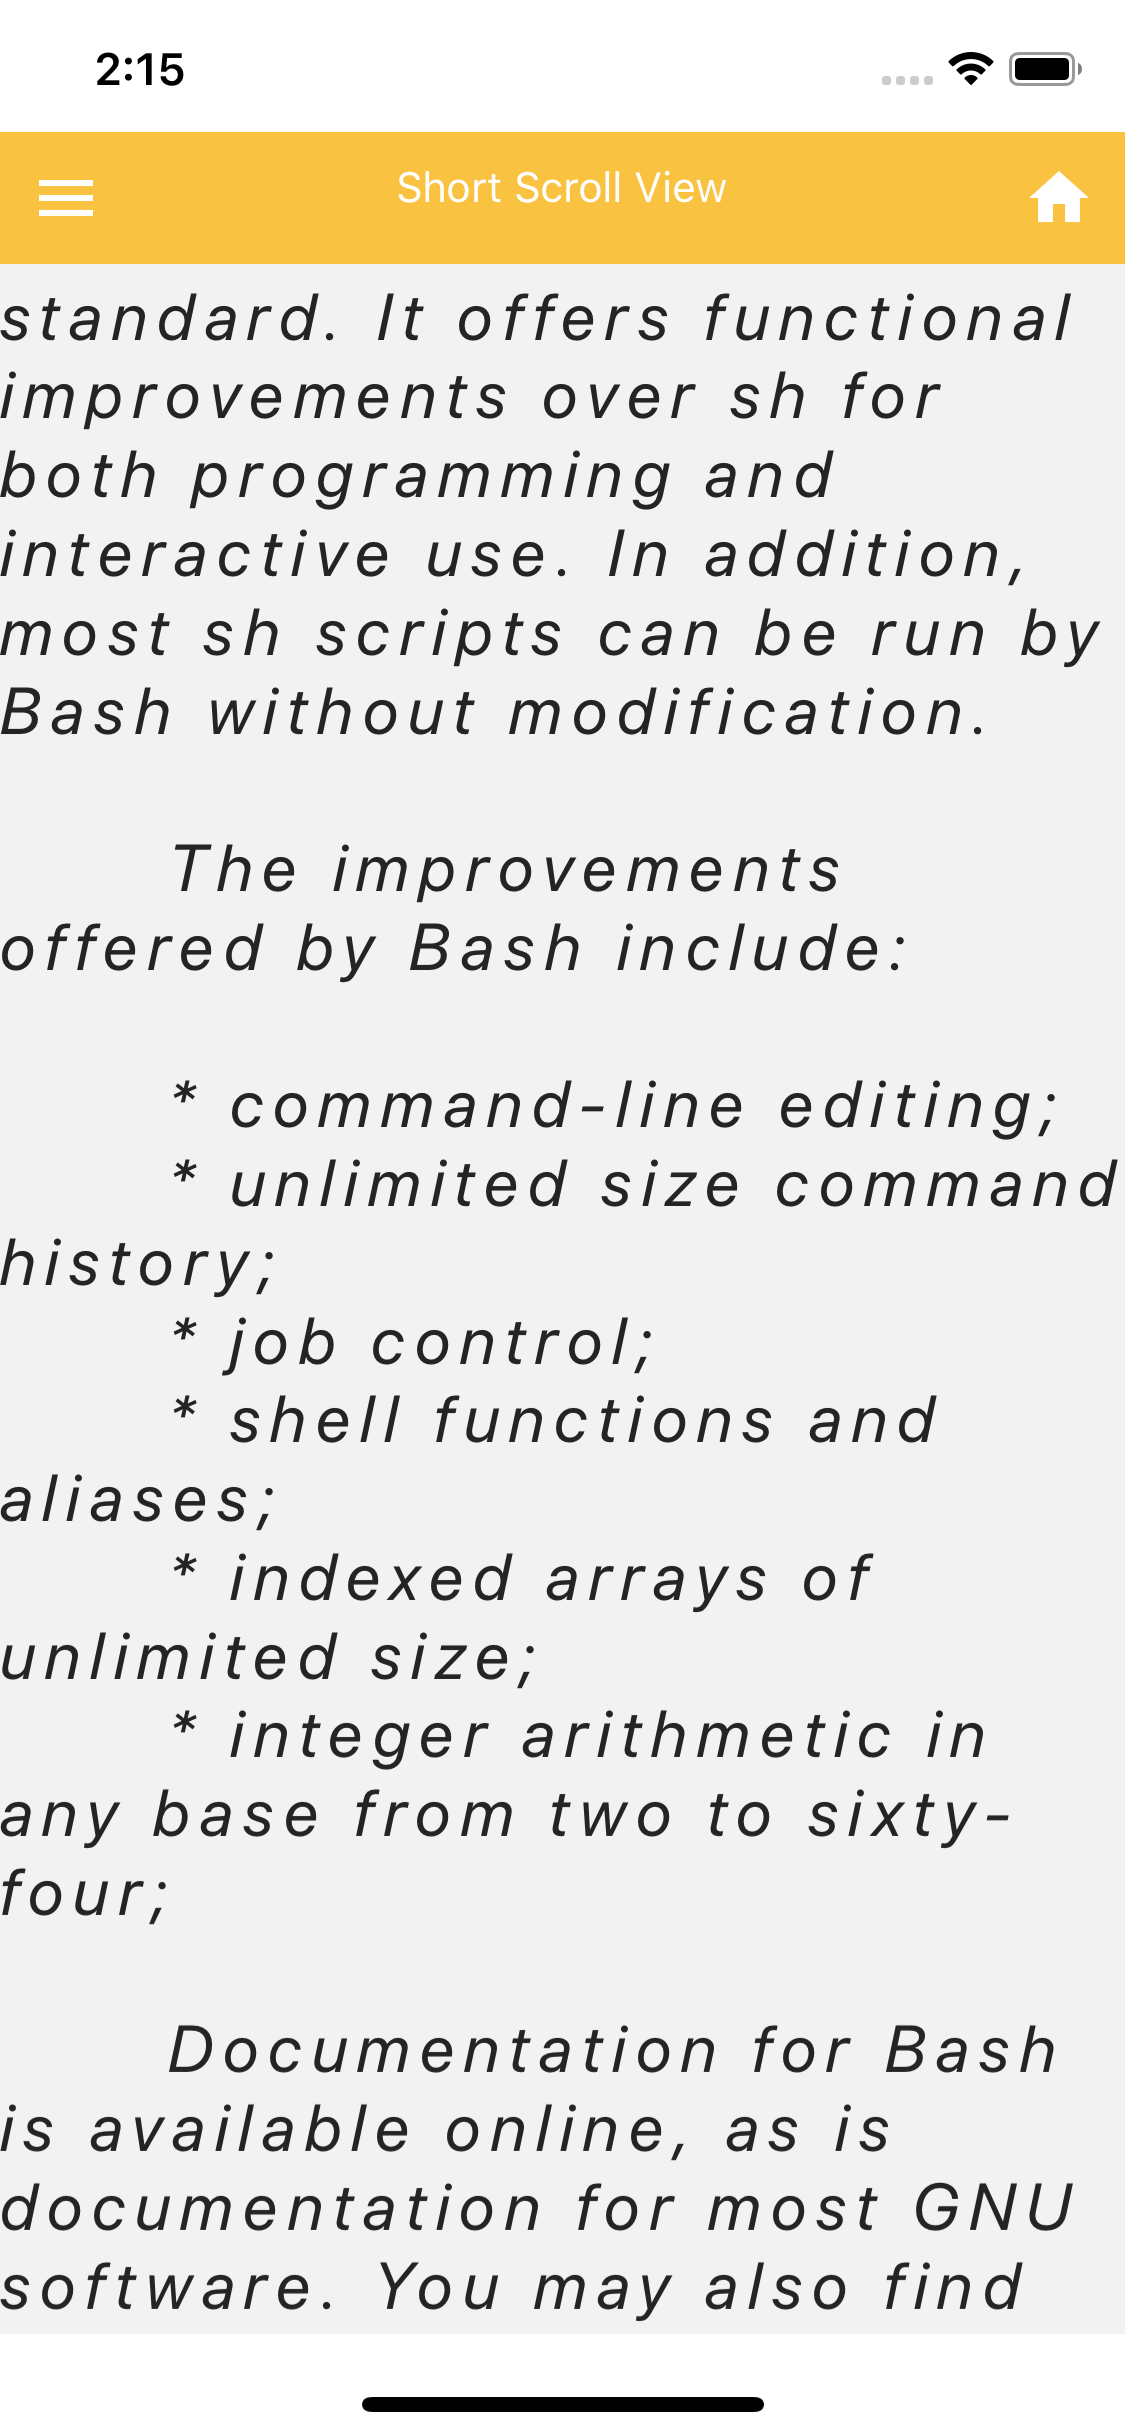 2:15
Short Scroll View
standard. It offers functional
improvements over sh for
both programming and
interactive use. In addition,
most sh scripts can be run by
Bash without modification.
The improvements
offered by Bash include:
* command-line editing;
* unlimited size command
history;
* job control;
* shell functions and
aliases;
* indexed arrays of
unlimited size;
* integer arithmetic in
any base from two to sixty-
four;
Documentation for Bash
is available online, as is
documentation for most GNU
software. You may also find